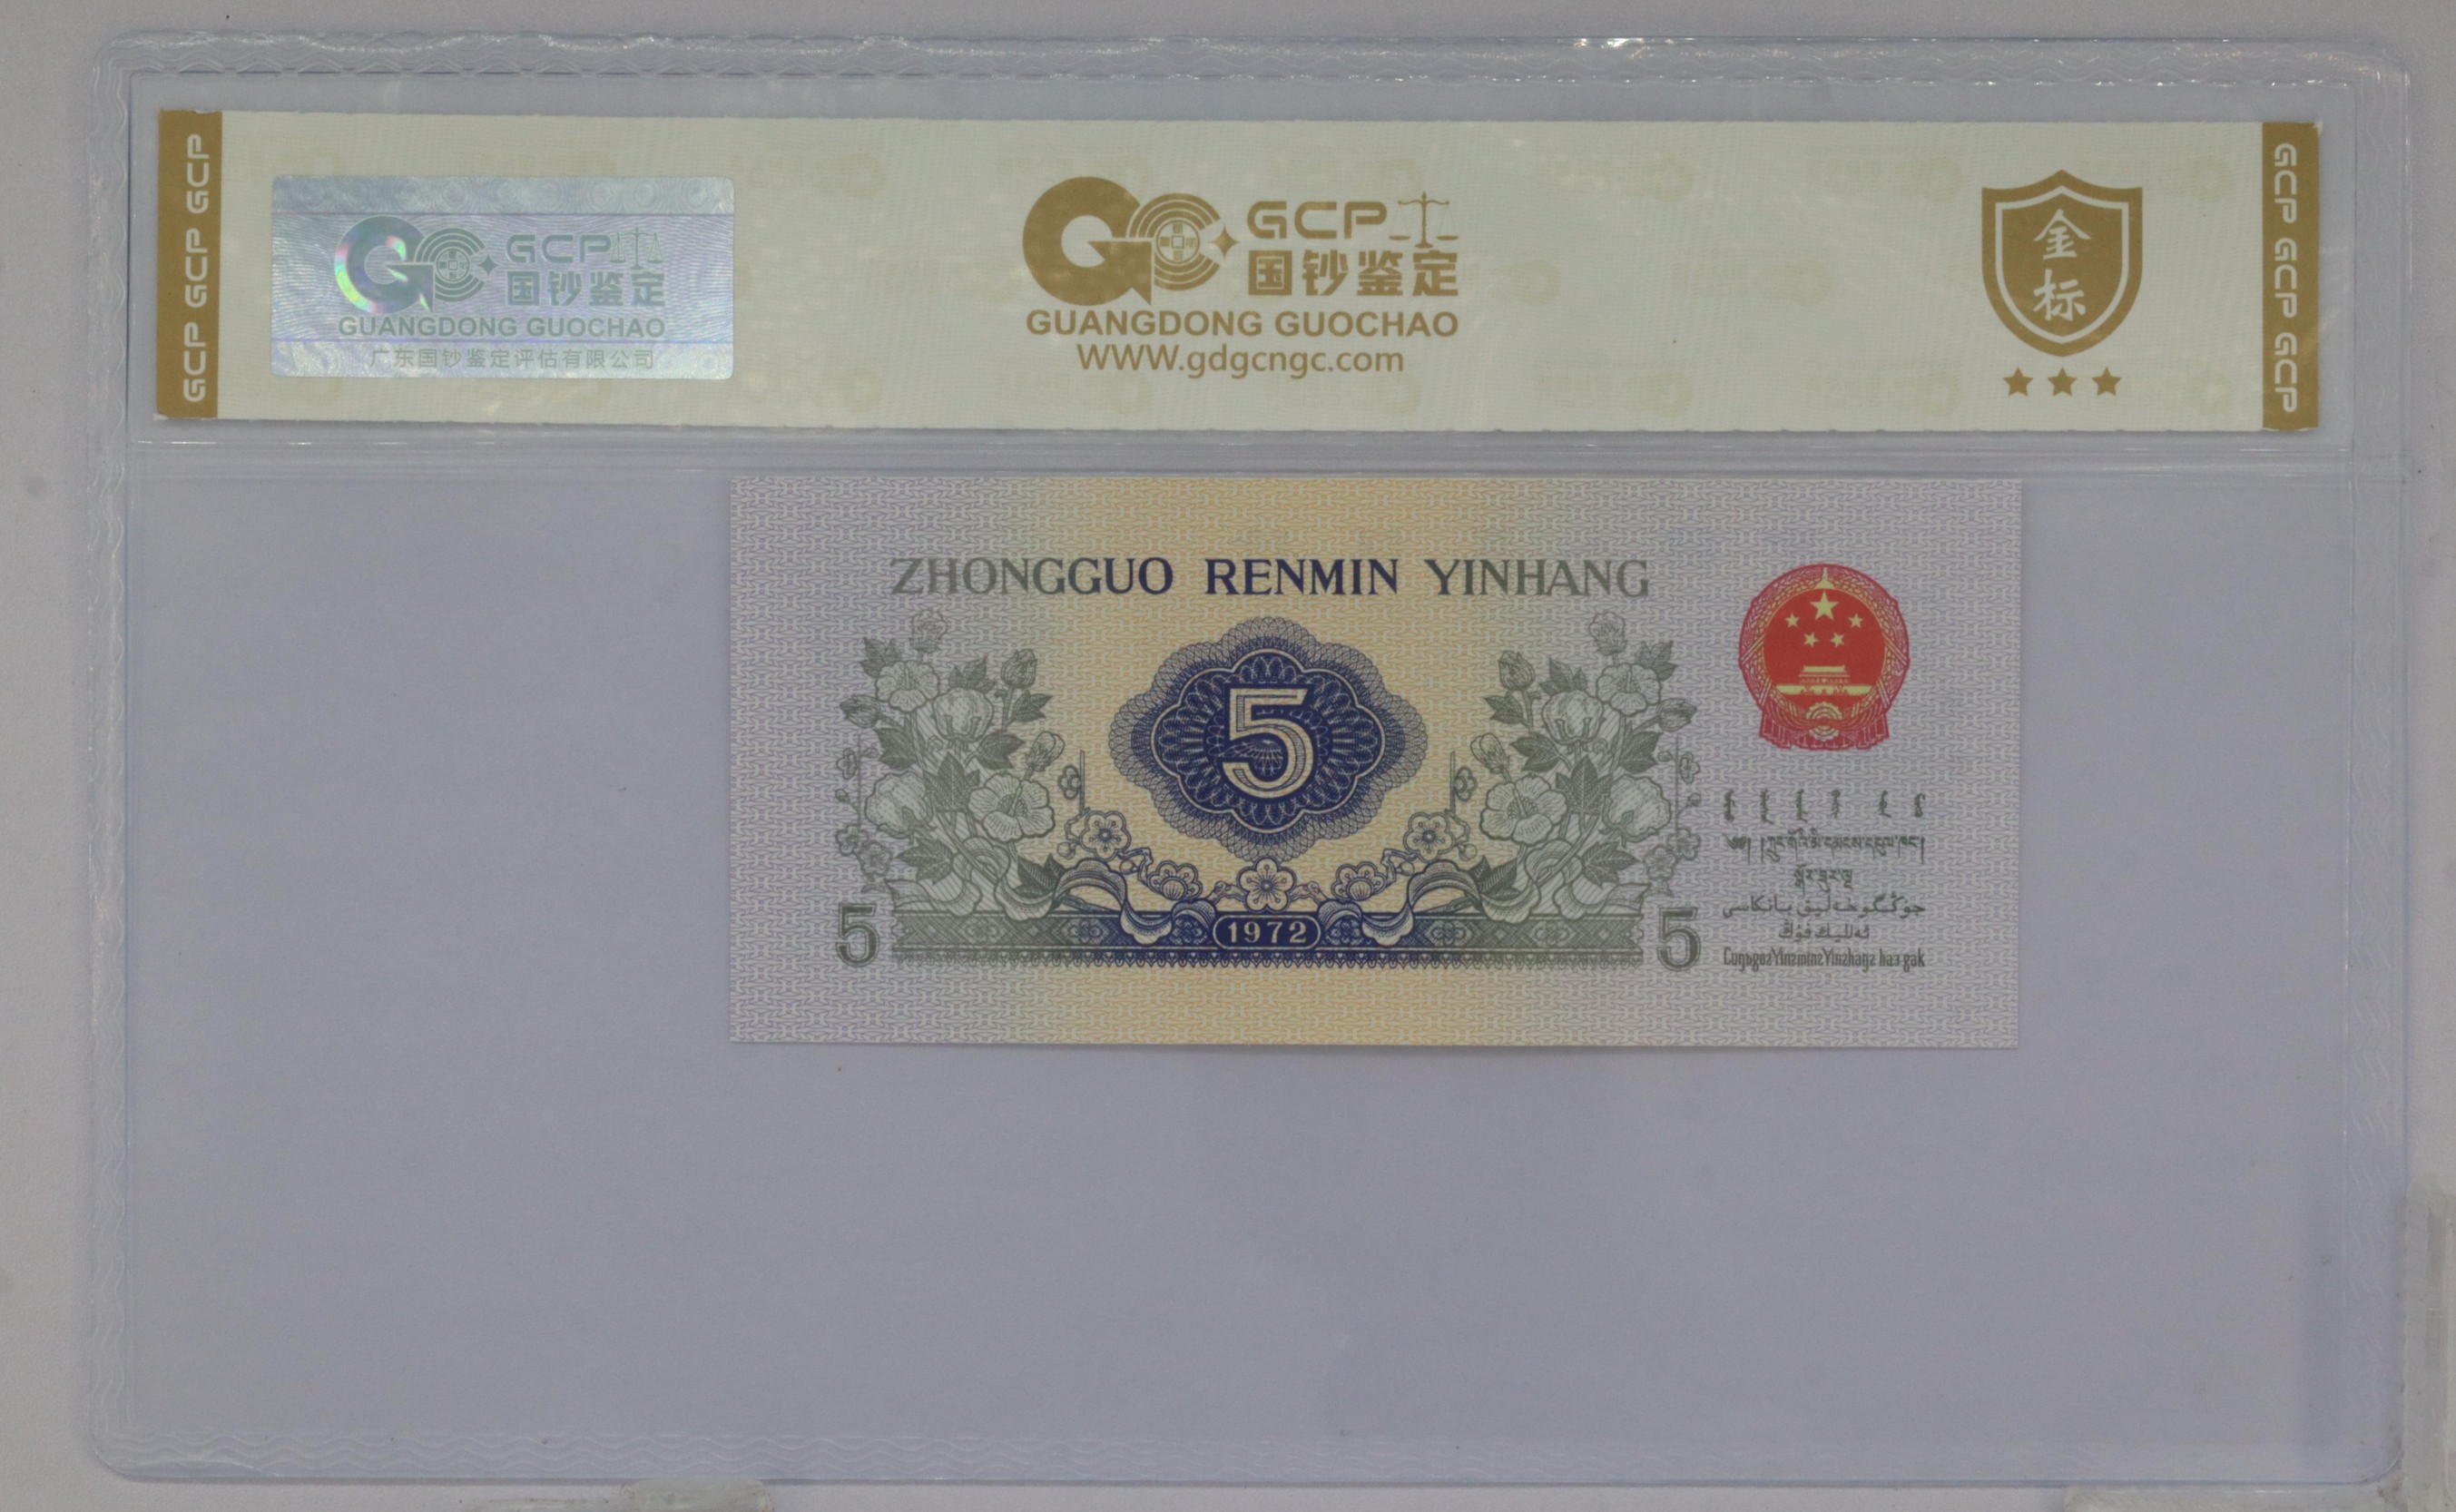 GCP GCP GCP
GCP
国钞鉴定
GUANGDONG GUOCHAO
广东国钞鉴定评估有限公司
GCP
国钞鉴定
GUANGDONG GUOCHAO
WWW.gdgcngc.com
金
标
GCP GCP GCP
ZHONGGUO RENMIN YINHANG
5
1972
5
5